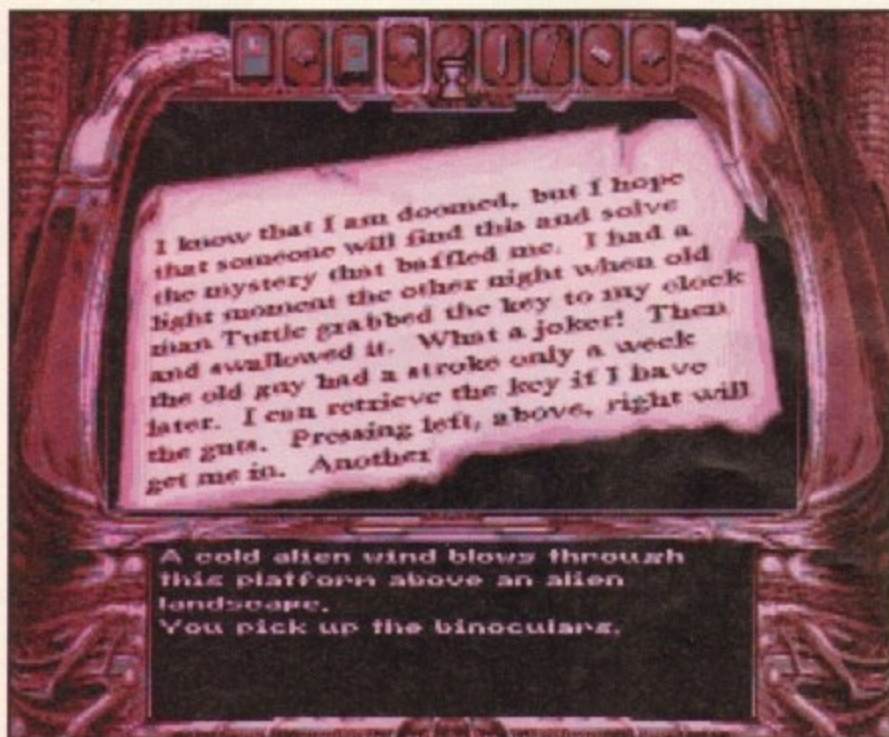 I know that I am doomed, but I hope
that someone will find this and solve
the mystery that baffled me. I had a
light moment the other night when old
man Tuttle grabbed the key to my clock
and swallowed it. What a joker! Then
the old guy had a stroke only a week
later. I can retrieve the key if I have
the guts. Pressing left, above, right will
get me in. Another
A cold alien wind blows through
this platform above an alien
landscape.
You pick up the binoculars.